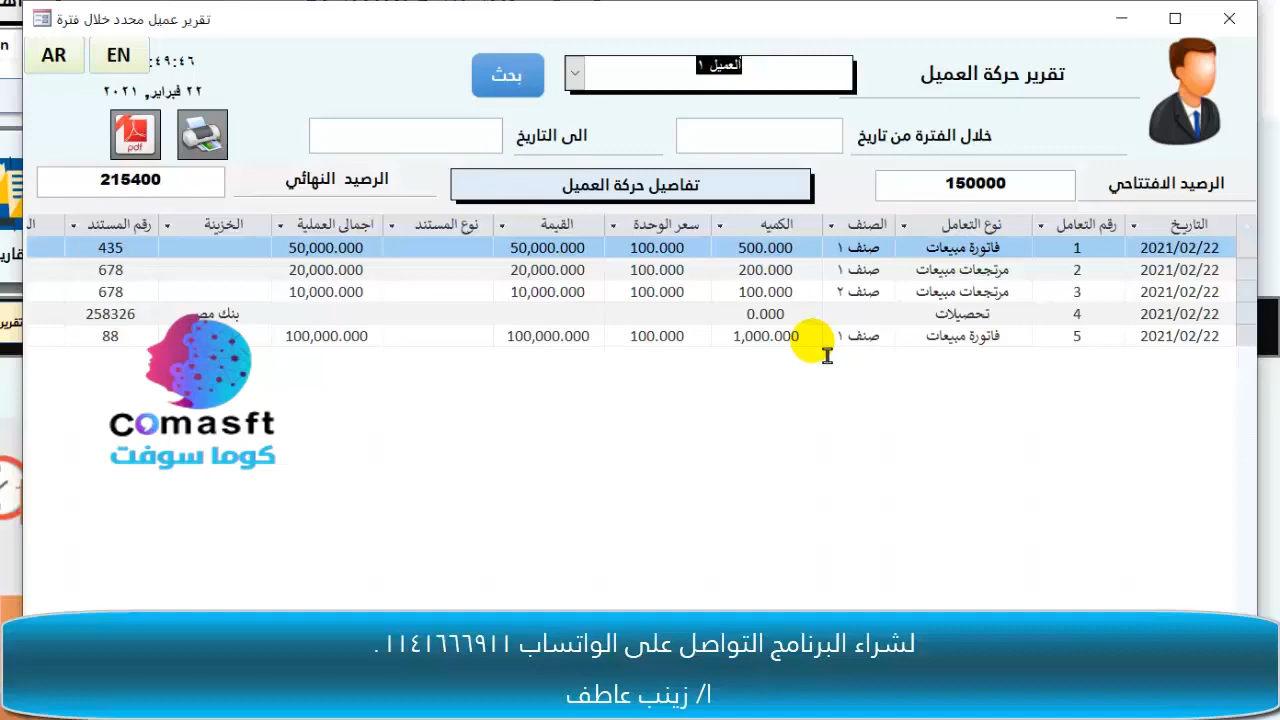 تقرير عميل محدد خلال فترة
AR EN
:٤٩:٤٦
٢٢ فبراير, ٢٠٢١
تقرير حركة العميل
العميل ١
بحث
خلال الفترة من تاريخ
الى التاريخ
pdf
الرصيد الافتتاحي
150000
تفاصيل حركة العميل
الرصيد النهائي
215400
التاريخ رقم التعامل نوع التعامل الصنف الكميه سعر الوحدة القيمة نوع المستند اجمالى العملية الخزينة رقم المستند
2021/02/22 1 فاتورة مبيعات صنف ١ 500.000 100.000 50,000.000 50,000.000 435
2021/02/22 2 مرتجعات مبيعات صنف ١ 200.000 100.000 20,000.000 20,000.000 678
2021/02/22 3 مرتجعات مبيعات صنف ٢ 100.000 100.000 10,000.000 10,000.000 678
2021/02/22 4 تحصيلات 0.000 بنك مصر 258326
2021/02/22 5 فاتورة مبيعات صنف ١ 1,000.000 100.000 100,000.000 100,000.000 88
Comasft
كوما سوفت
لشراء البرنامج التواصل على الواتساب ١١٤١٦٦٦٩١١ .
ا/ زينب عاطف